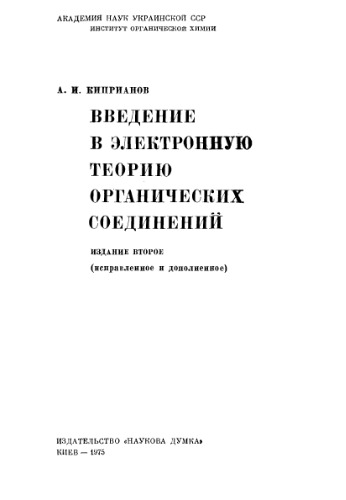 АКАДЕМИЯ НАУК УКРАИНСКОЙ ССР
ИНСТИТУТ ОРГАНИЧЕСКОЙ ХИМИИ
А. И. КИПРИАНОВ
ВВЕДЕНИЕ
В ЭЛЕКТРОННУЮ
ТЕОРИЮ
ОРГАНИЧЕСКИХ
СОЕДИНЕНИЙ
ИЗДАНИЕ ВТОРОЕ
(исправленное и дополненное)
ИЗДАТЕЛЬСТВО «НАУКОВА ДУМКА»
КИЕВ — 1975